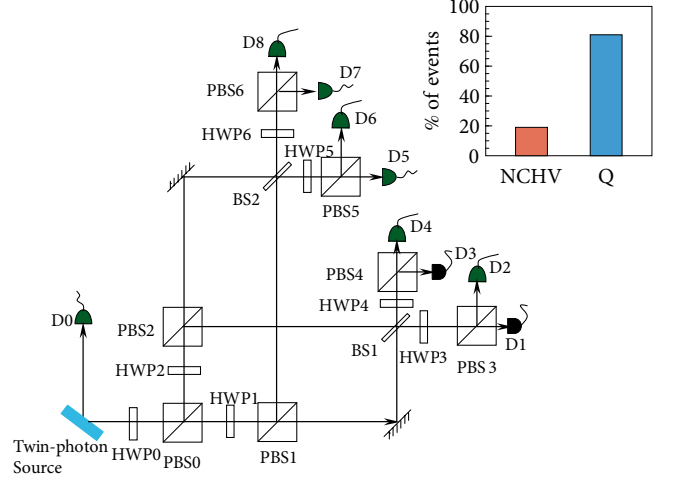 100
80
60
40
20
0
% of events
NCHV
Q
D8
D7
PBS6
D6
HWP6
HWP5
D5
BS2
PBS5
D4
D3
D2
PBS4
D0
PBS2
HWP4
BS1
HWP3
D1
PBS 3
HWP2
HWP1
Twin-photon
Source
HWP0
PBS0
PBS1